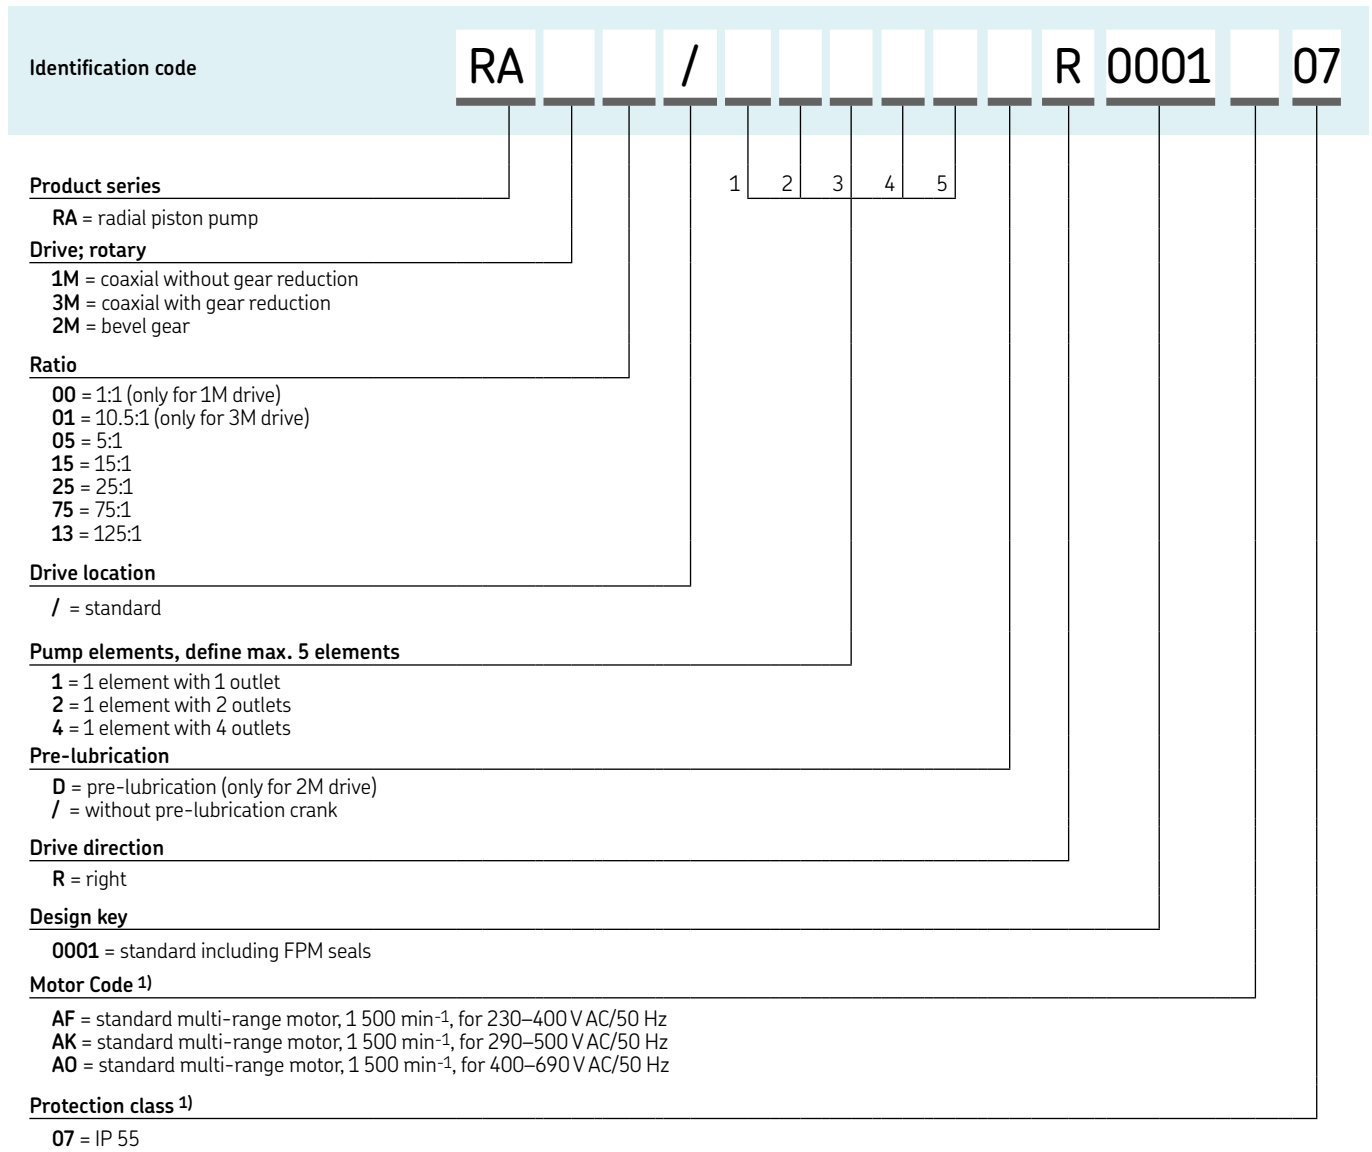 Identification code RA / R 0001 07
1 2 3 4 5
Product series
RA = radial piston pump
Drive; rotary
1M = coaxial without gear reduction
3M = coaxial with gear reduction
2M = bevel gear
Ratio
00 = 1:1 (only for 1M drive)
01 = 10.5:1 (only for 3M drive)
05 = 5:1
15 = 15:1
25 = 25:1
75 = 75:1
13 = 125:1
Drive location
/ = standard
Pump elements, define max. 5 elements
1 = 1 element with 1 outlet
2 = 1 element with 2 outlets
4 = 1 element with 4 outlets
Pre-lubrication
D = pre-lubrication (only for 2M drive)
/ = without pre-lubrication crank
Drive direction
R = right
Design key
0001 = standard including FPM seals
Motor Code 1)
AF = standard multi-range motor, 1 500 min-1, for 230–400 V AC/50 Hz
AK = standard multi-range motor, 1 500 min-1, for 290–500 V AC/50 Hz
AO = standard multi-range motor, 1 500 min-1, for 400–690 V AC/50 Hz
Protection class 1)
07 = IP 55